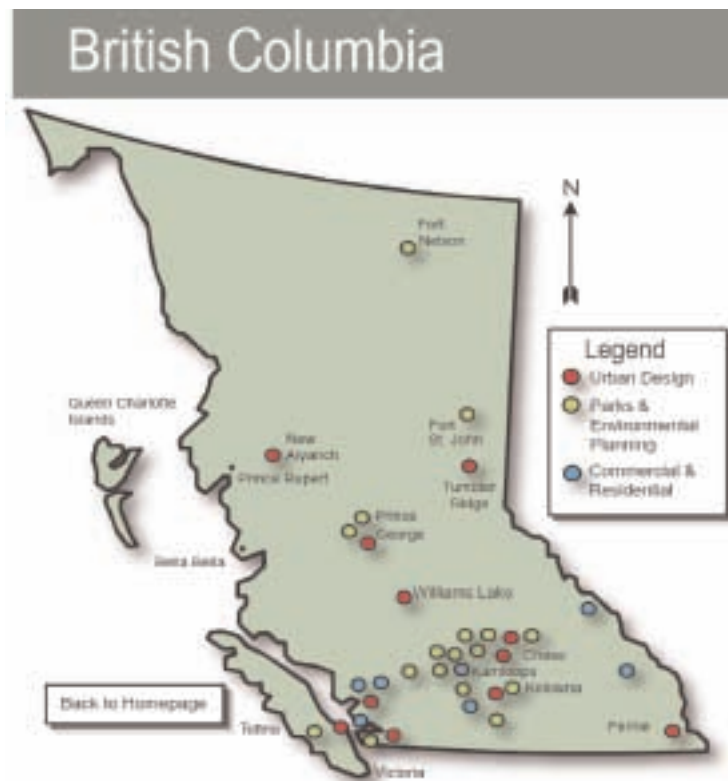 British Columbia
N
Fort
Nelson
Legend
Urban Design
Parks &
Environmental
Planning
Commercial &
Residential
Queen Charlotte
Islands
Fort
St. John
New
Aiyansh
Prince Rupert
Tumbler
Ridge
Prince
George
Bella Bella
Williams Lake
Chase
Kamloops
Kelowna
Back to Homepage
Tofino
Fernie
Victoria